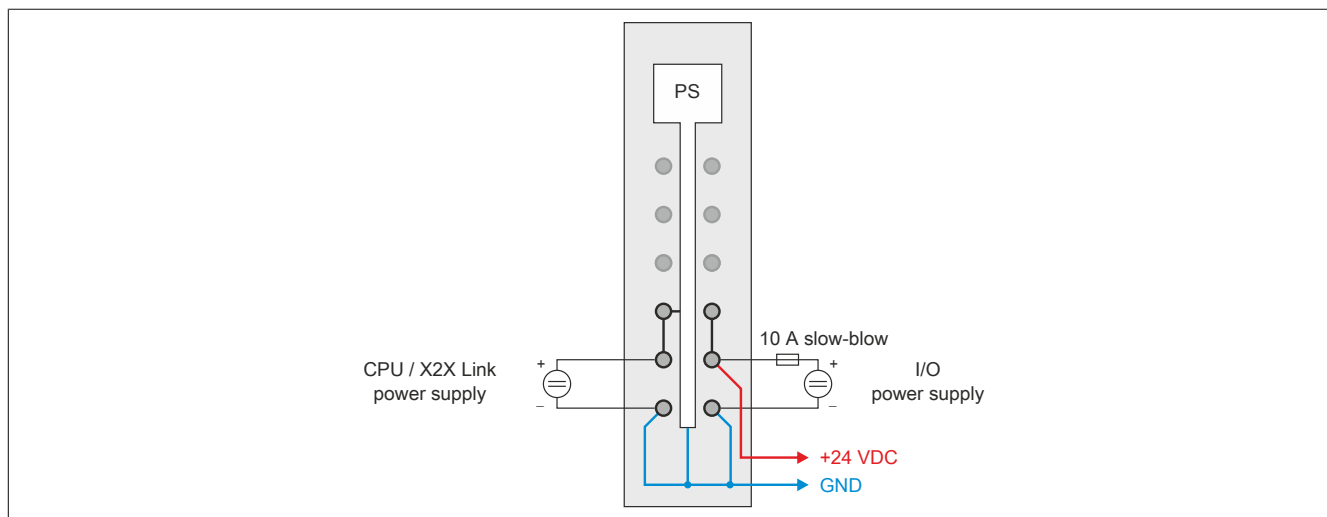 PS
10 A slow-blow
+
+
CPU / X2X Link
power supply
I/O
power supply
–
–
+24 VDC
GND